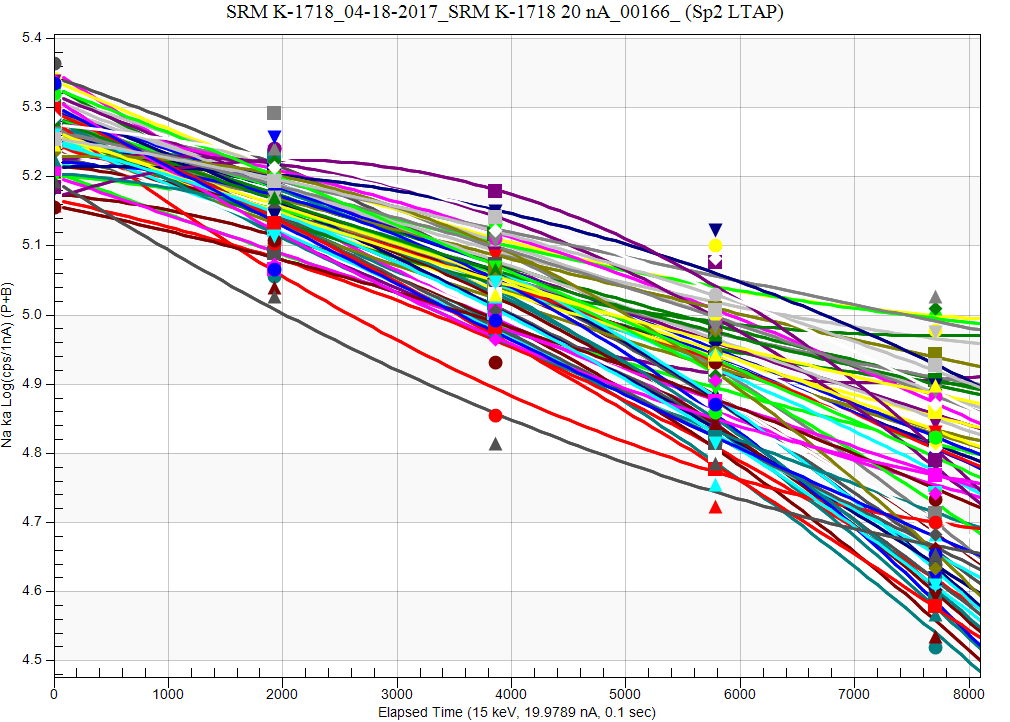 SRM K-1718_04-18-2017_SRM K-1718 20 nA_00166_ (Sp2 LTAP)
5.4
5.3
5.2
5.1
5.0
4.9
4.8
4.7
4.6
4.5
Na ka Log(cps/1nA) (P+B)
0 1000 2000 3000 4000 5000 6000 7000 8000
Elapsed Time (15 keV, 19.9789 nA, 0.1 sec)